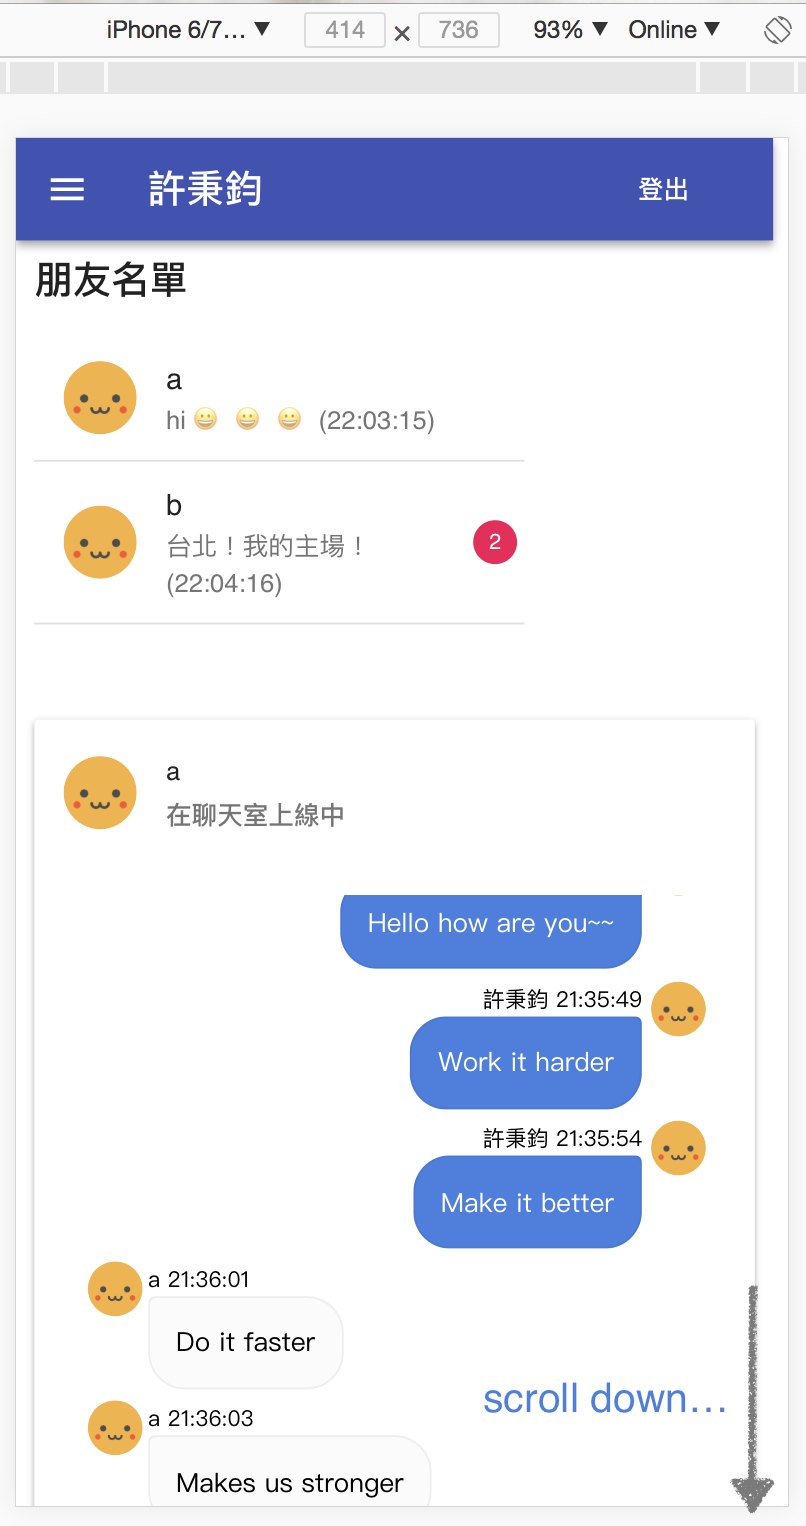 iPhone 6/7… ▼ 414 × 736 93% ▼ Online ▼
許秉鈞 登出
朋友名單
a
hi 😀 😀 😀 (22:03:15)
b
台北！我的主場！
(22:04:16)
2
a
在聊天室上線中
Hello how are you~~
許秉鈞 21:35:49
Work it harder
許秉鈞 21:35:54
Make it better
a 21:36:01
Do it faster
scroll down…
a 21:36:03
Makes us stronger